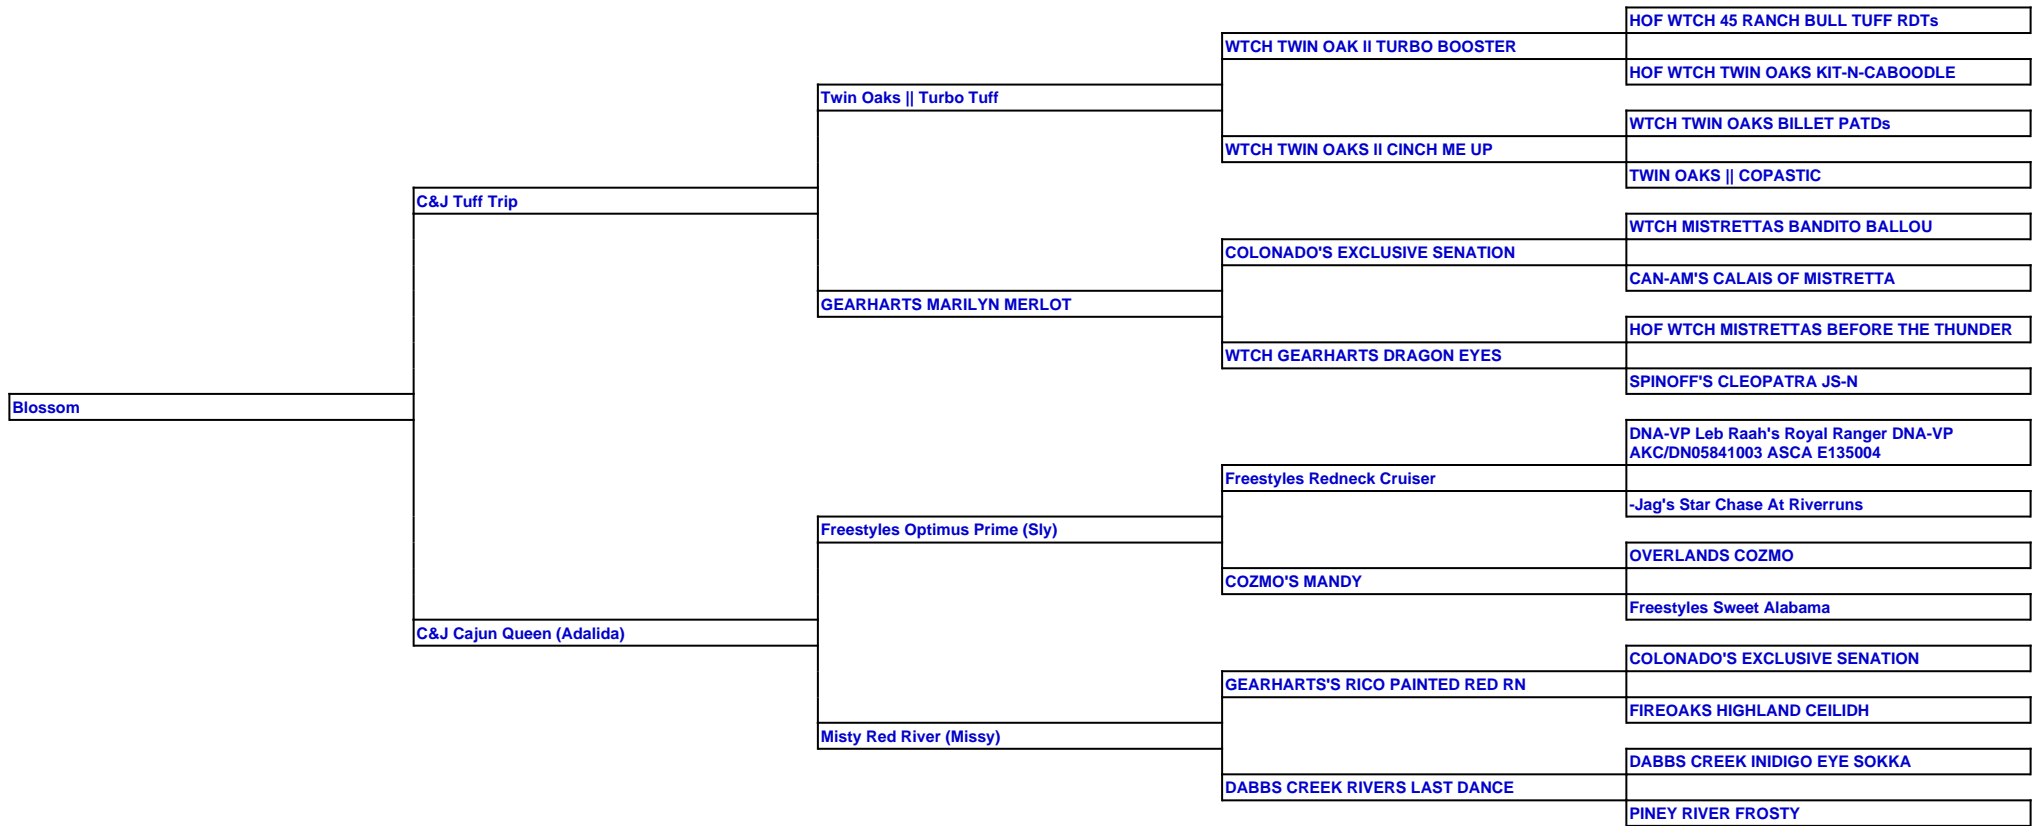 HOF WTCH 45 RANCH BULL TUFF RDTs
WTCH TWIN OAK II TURBO BOOSTER
HOF WTCH TWIN OAKS KIT-N-CABOODLE
Twin Oaks || Turbo Tuff
WTCH TWIN OAKS BILLET PATDs
WTCH TWIN OAKS II CINCH ME UP
TWIN OAKS || COPASTIC
C&J Tuff Trip
WTCH MISTRETTAS BANDITO BALLOU
COLONADO'S EXCLUSIVE SENATION
CAN-AM'S CALAIS OF MISTRETTA
GEARHARTS MARILYN MERLOT
HOF WTCH MISTRETTAS BEFORE THE THUNDER
WTCH GEARHARTS DRAGON EYES
SPINOFF'S CLEOPATRA JS-N
Blossom
DNA-VP Leb Raah's Royal Ranger DNA-VP
AKC/DN05841003 ASCA E135004
Freestyles Redneck Cruiser
-Jag's Star Chase At Riverruns
Freestyles Optimus Prime (Sly)
OVERLANDS COZMO
COZMO'S MANDY
Freestyles Sweet Alabama
C&J Cajun Queen (Adalida)
COLONADO'S EXCLUSIVE SENATION
GEARHARTS'S RICO PAINTED RED RN
FIREOAKS HIGHLAND CEILIDH
Misty Red River (Missy)
DABBS CREEK INIDIGO EYE SOKKA
DABBS CREEK RIVERS LAST DANCE
PINEY RIVER FROSTY